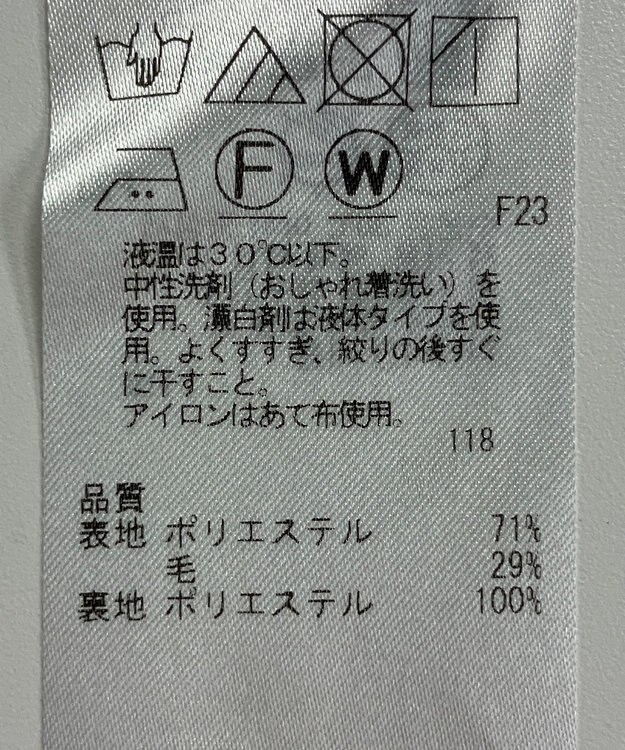 F W
F23
液温は30℃以下。
中性洗剤（おしゃれ着洗い）を
使用。漂白剤は液体タイプを使
用。よくすすぎ、絞りの後すぐ
に干すこと。
アイロンはあて布使用。
118
品質
表地 ポリエステル 71%
毛 29%
裏地 ポリエステル 100%